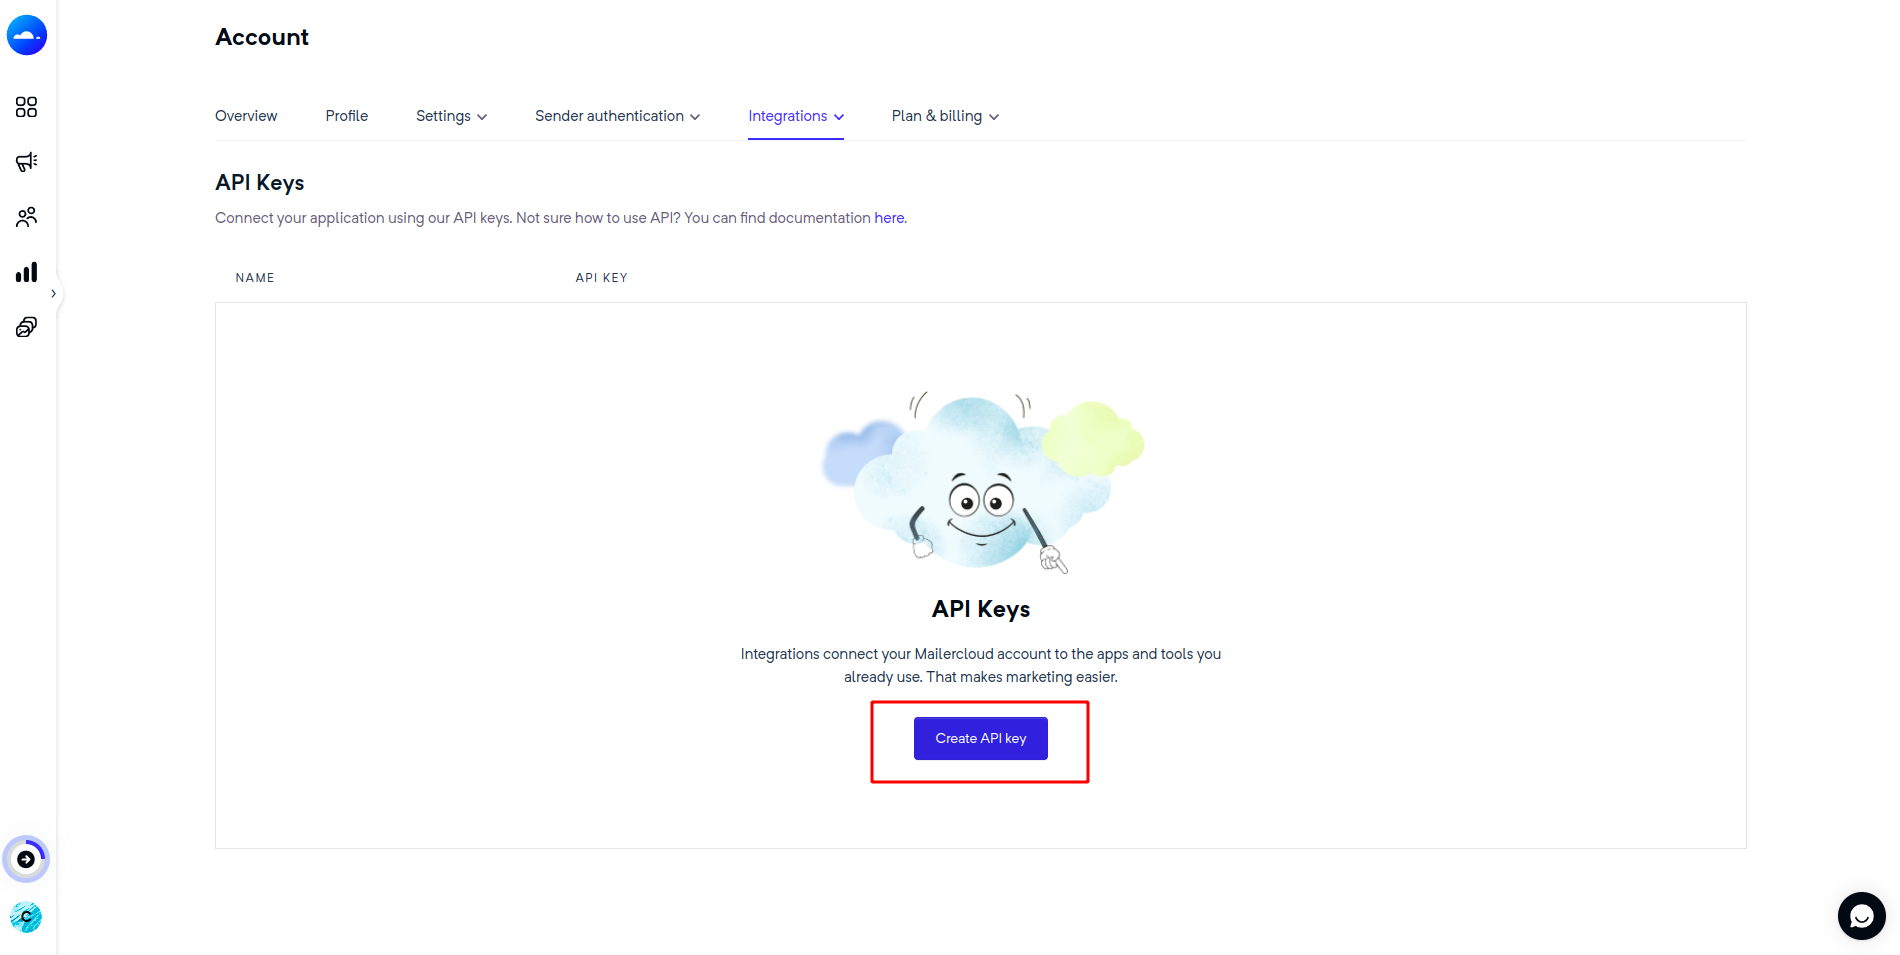 Account
Overview Profile Settings Sender authentication Integrations Plan & billing
API Keys
Connect your application using our API keys. Not sure how to use API? You can find documentation here.
NAME API KEY
API Keys
Integrations connect your Mailercloud account to the apps and tools you
already use. That makes marketing easier.
Create API key
C